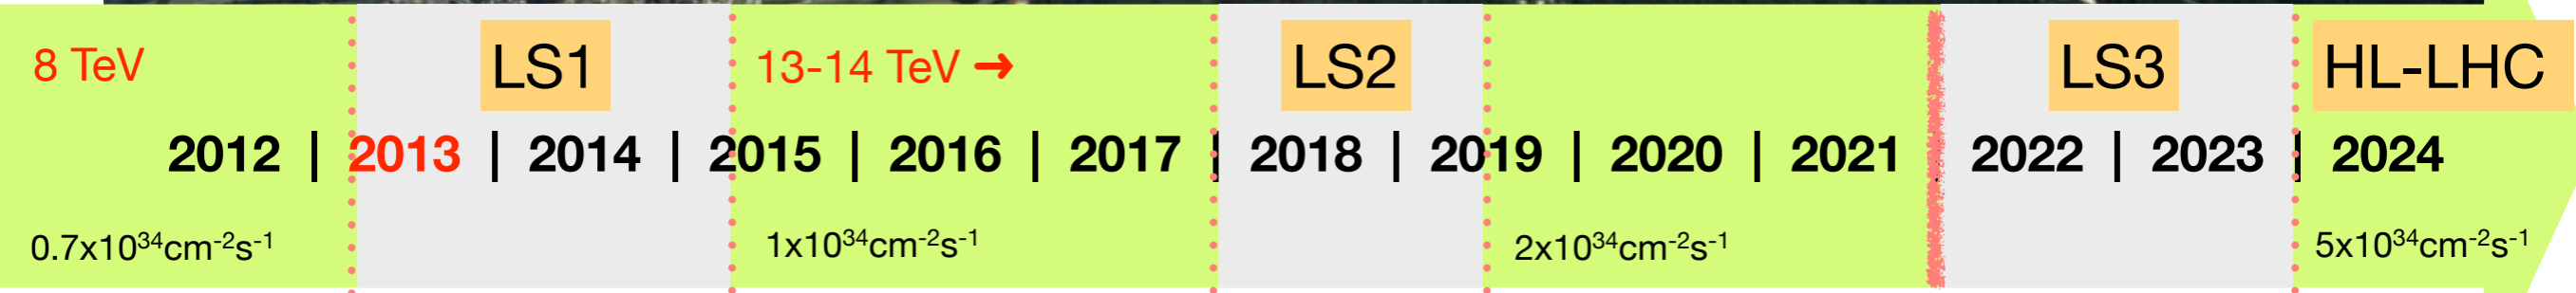 8 TeV LS1 13-14 TeV → LS2 LS3 HL-LHC
2012 | 2013 | 2014 | 2015 | 2016 | 2017 | 2018 | 2019 | 2020 | 2021 | 2022 | 2023 | 2024
0.7x10³⁴cm⁻²s⁻¹ 1x10³⁴cm⁻²s⁻¹ 2x10³⁴cm⁻²s⁻¹ 5x10³⁴cm⁻²s⁻¹